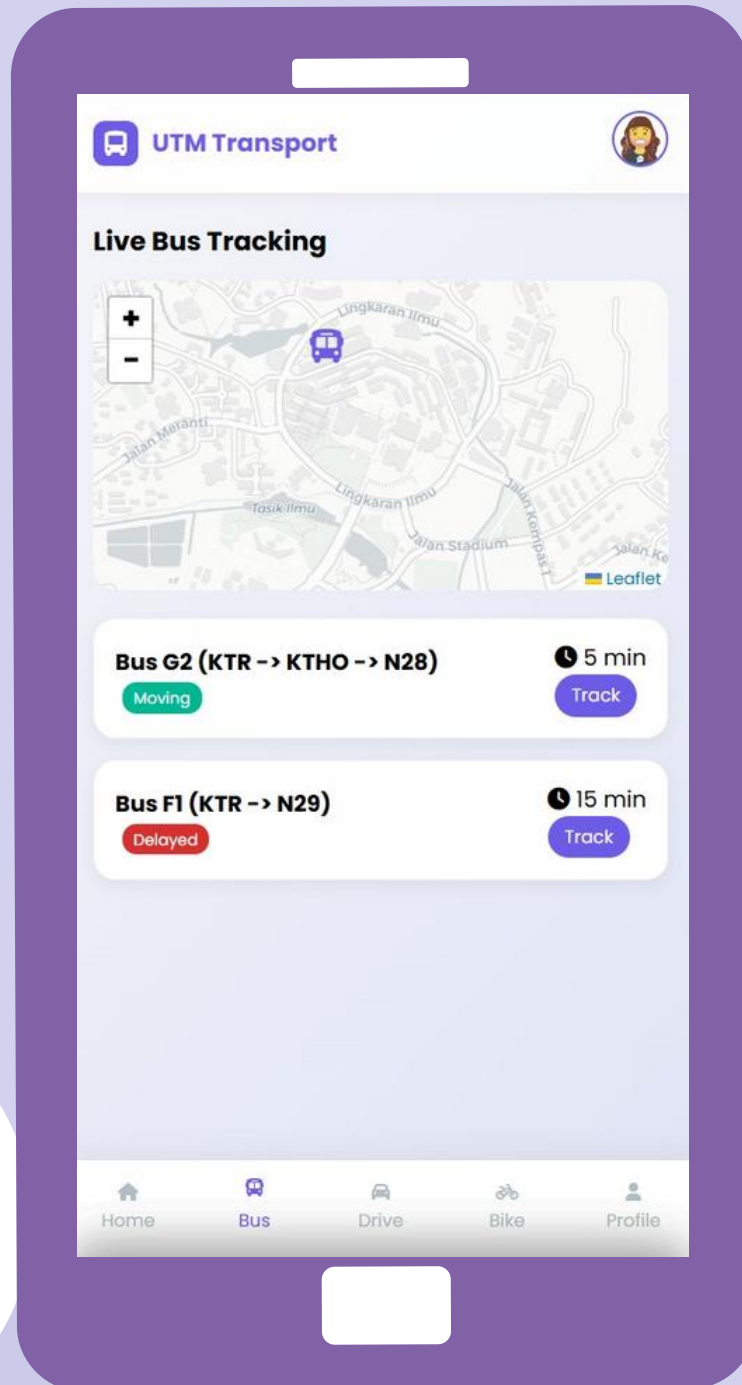 UTM Transport
Live Bus Tracking
+
-
Lingkaran Ilmu
Jalan Meranti
Lingkaran Ilmu
Tasik Ilmu
Jalan Stadium
Jalan Kempas
Jalan Ke
Leaflet
Bus G2 (KTR -> KTHO -> N28)
5 min
Moving
Track
Bus F1 (KTR -> N29)
15 min
Delayed
Track
Home
Bus
Drive
Bike
Profile